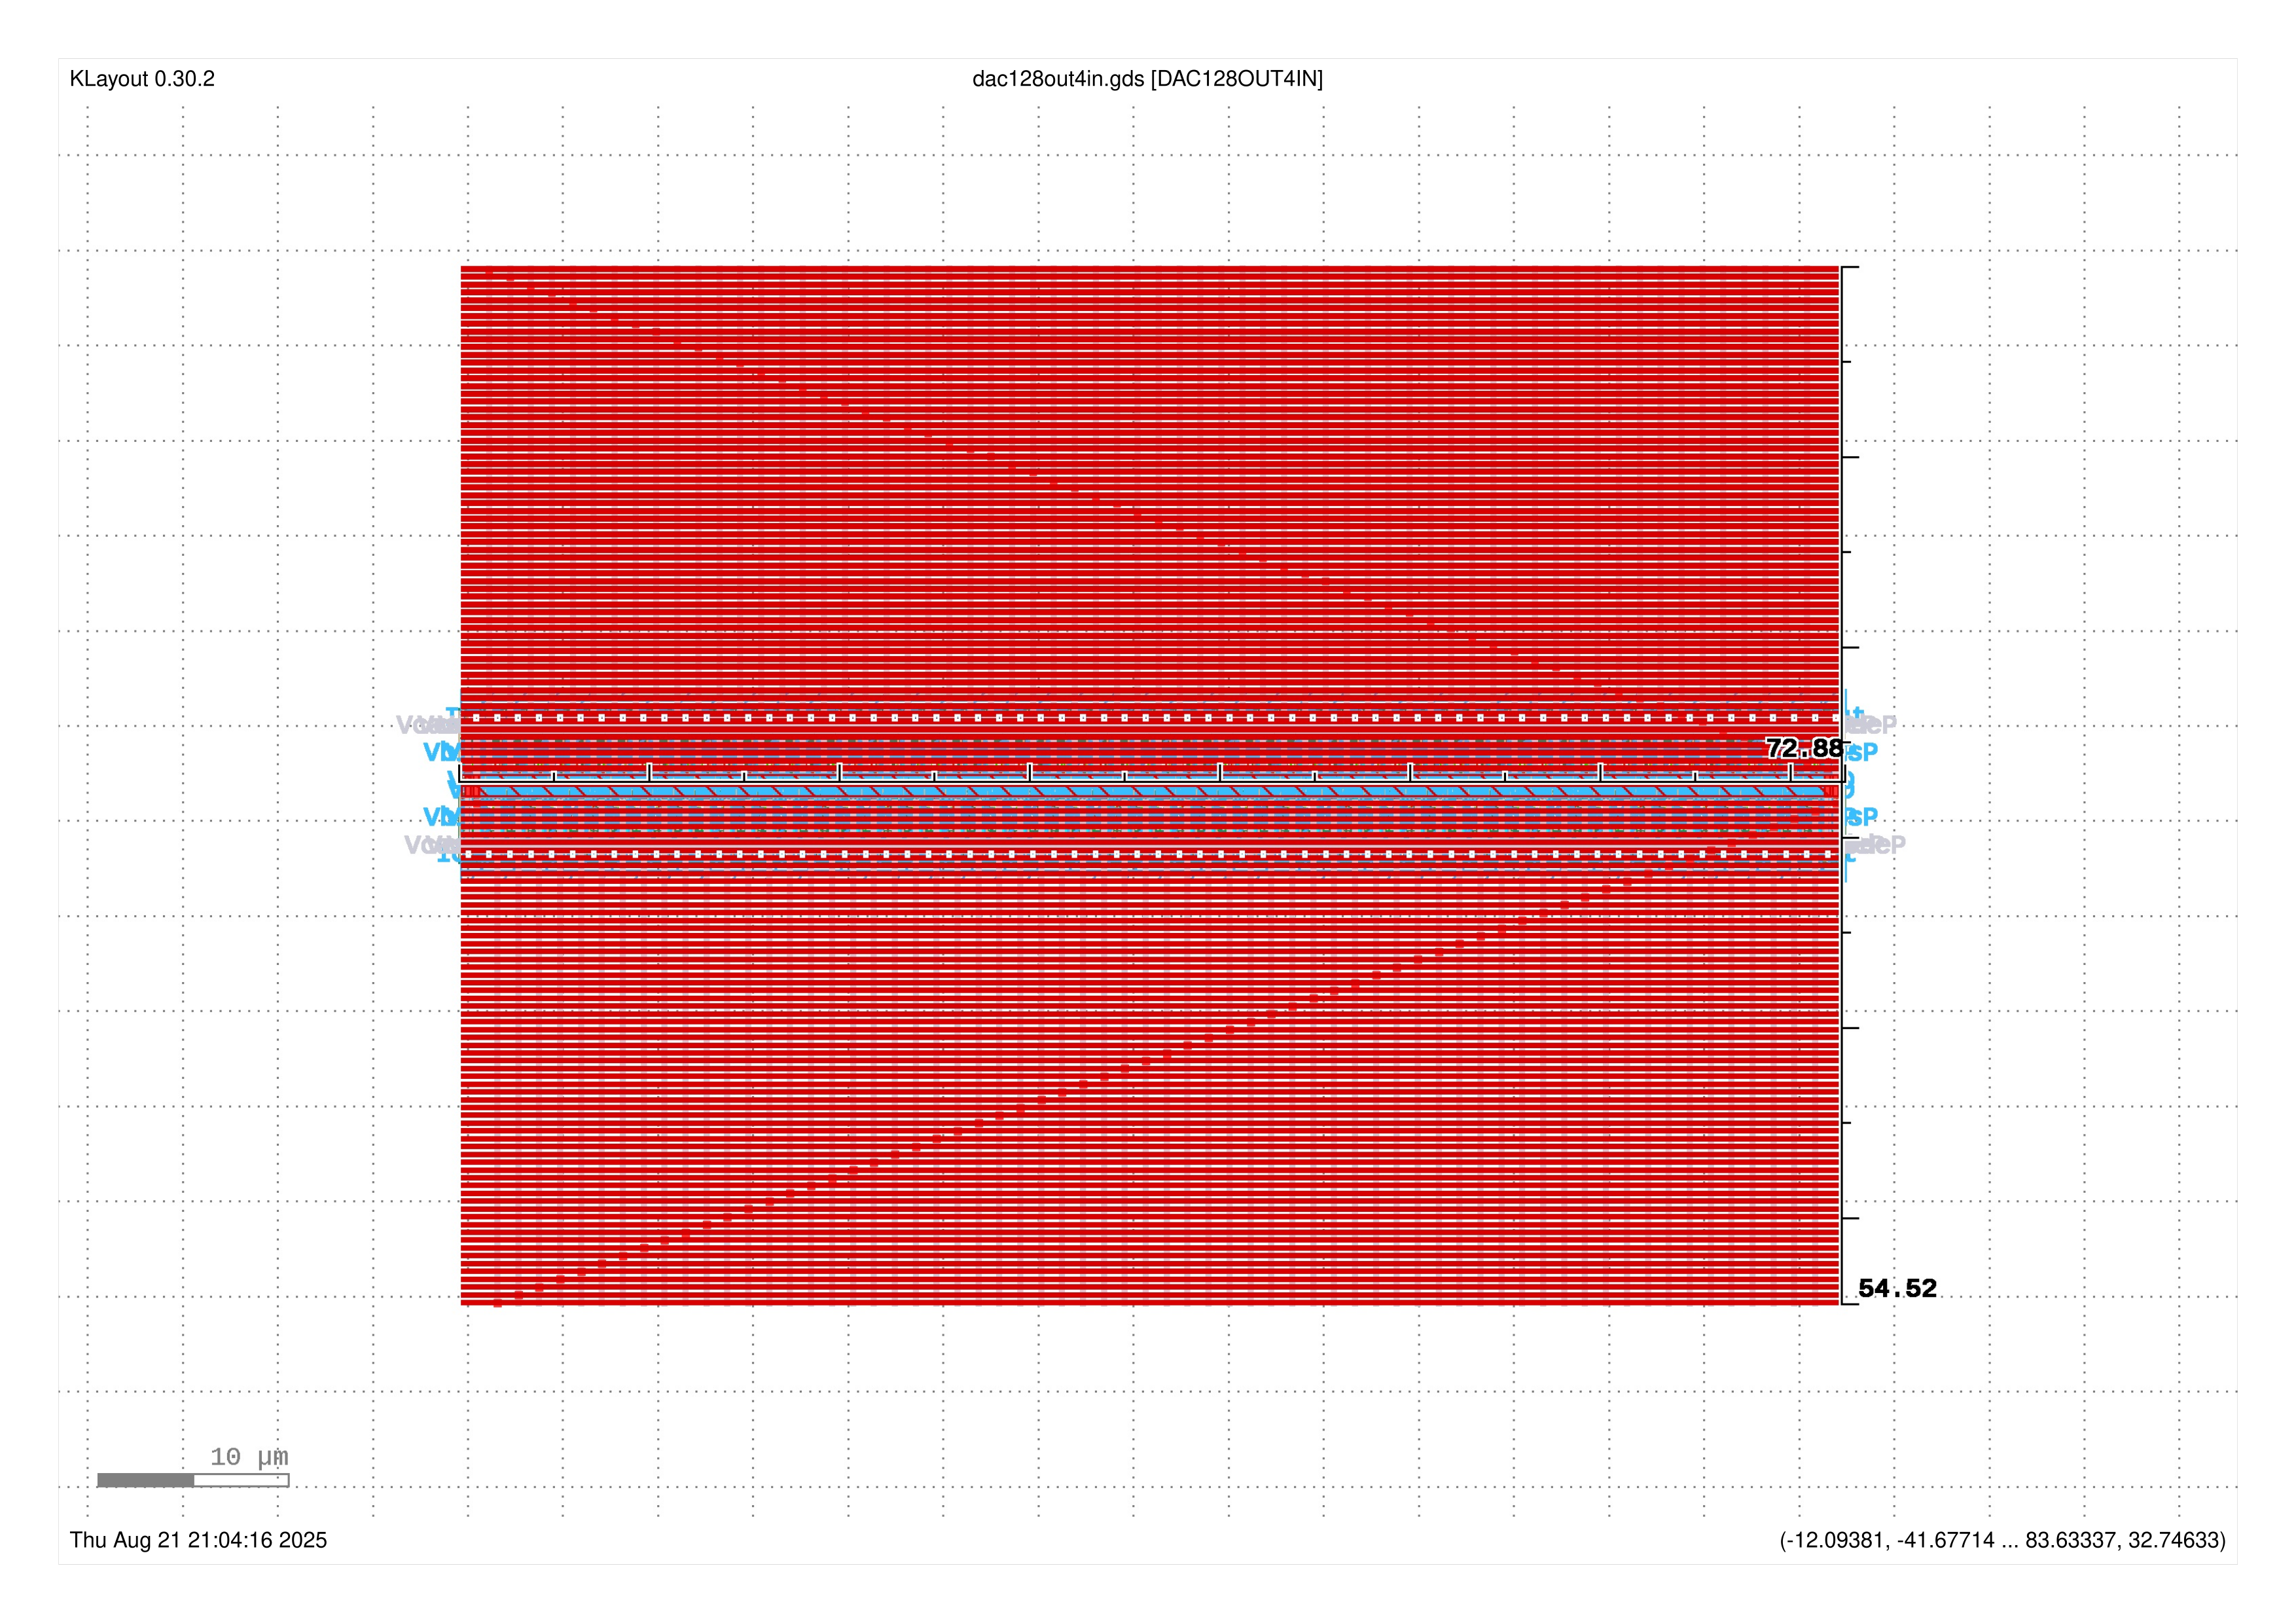 KLayout 0.30.2
dac128out4in.gds [DAC128OUT4IN]
72.88
54.52
10 µm
Thu Aug 21 21:04:16 2025
(-12.09381, -41.67714 ... 83.63337, 32.74633)